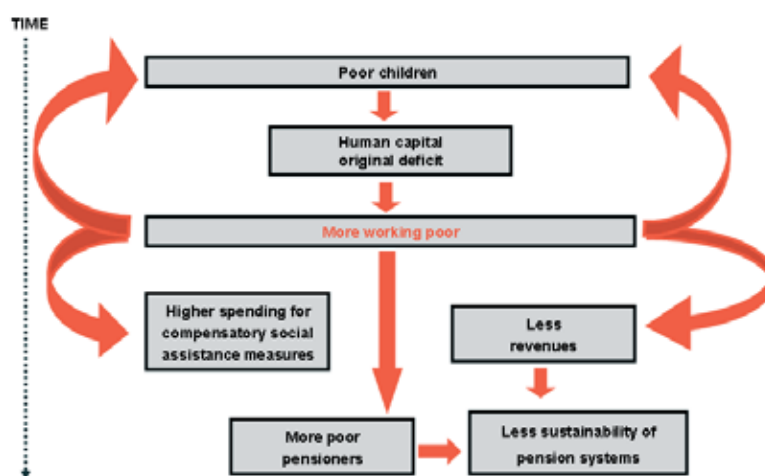 TIME
Poor children
Human capital
original deficit
More working poor
Higher spending for
compensatory social
assistance measures
Less
revenues
More poor
pensioners
Less sustainability of
pension systems